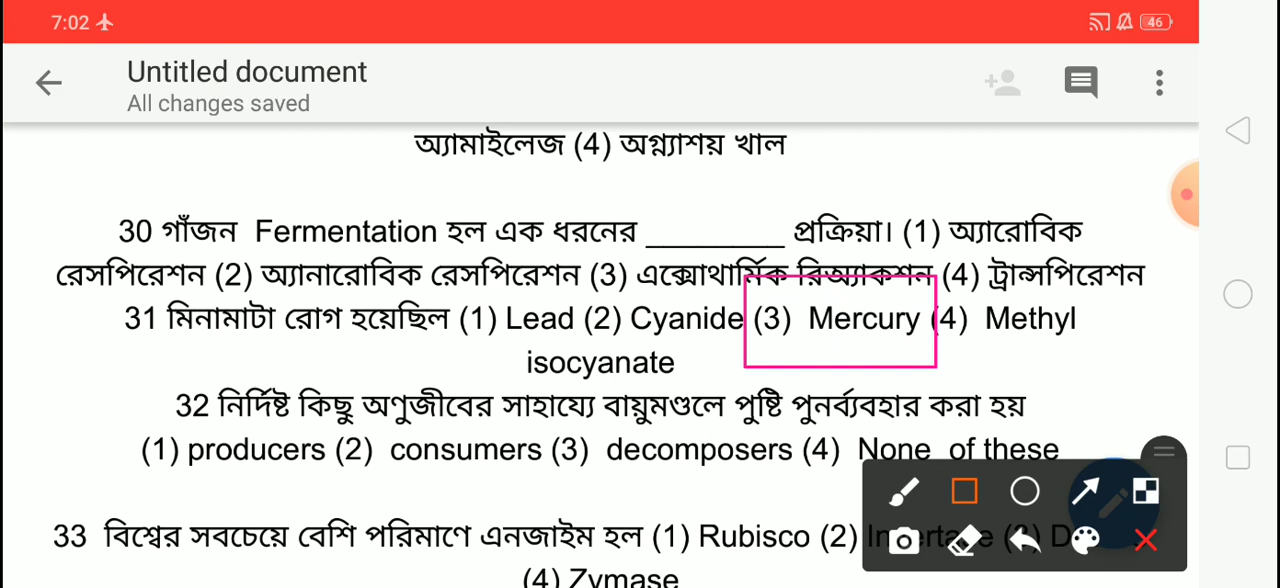 7:02
46
Untitled document
All changes saved
অ্যামাইলেজ (4) অগ্ন্যাশয় খাল
30 গাঁজন Fermentation হল এক ধরনের ________ প্রক্রিয়া। (1) অ্যারোবিক
রেসপিরেশন (2) অ্যানারোবিক রেসপিরেশন (3) এক্সোথার্মিক রিঅ্যাকশন (4) ট্রান্সপিরেশন
31 মিনামাটা রোগ হয়েছিল (1) Lead (2) Cyanide (3) Mercury (4) Methyl
isocyanate
32 নির্দিষ্ট কিছু অণুজীবের সাহায্যে বায়ুমণ্ডলে পুষ্টি পুনর্ব্যবহার করা হয়
(1) producers (2) consumers (3) decomposers (4) None of these
33 বিশ্বের সবচেয়ে বেশি পরিমাণে এনজাইম হল (1) Rubisco (2)
(4) Zymase